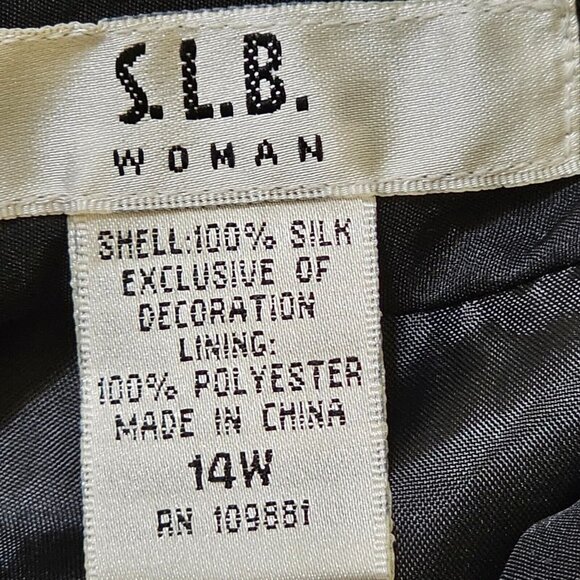 S.L.B.
WOMAN
SHELL:100% SILK
EXCLUSIVE OF
DECORATION
LINING:
100% POLYESTER
MADE IN CHINA
14W
RN 109881